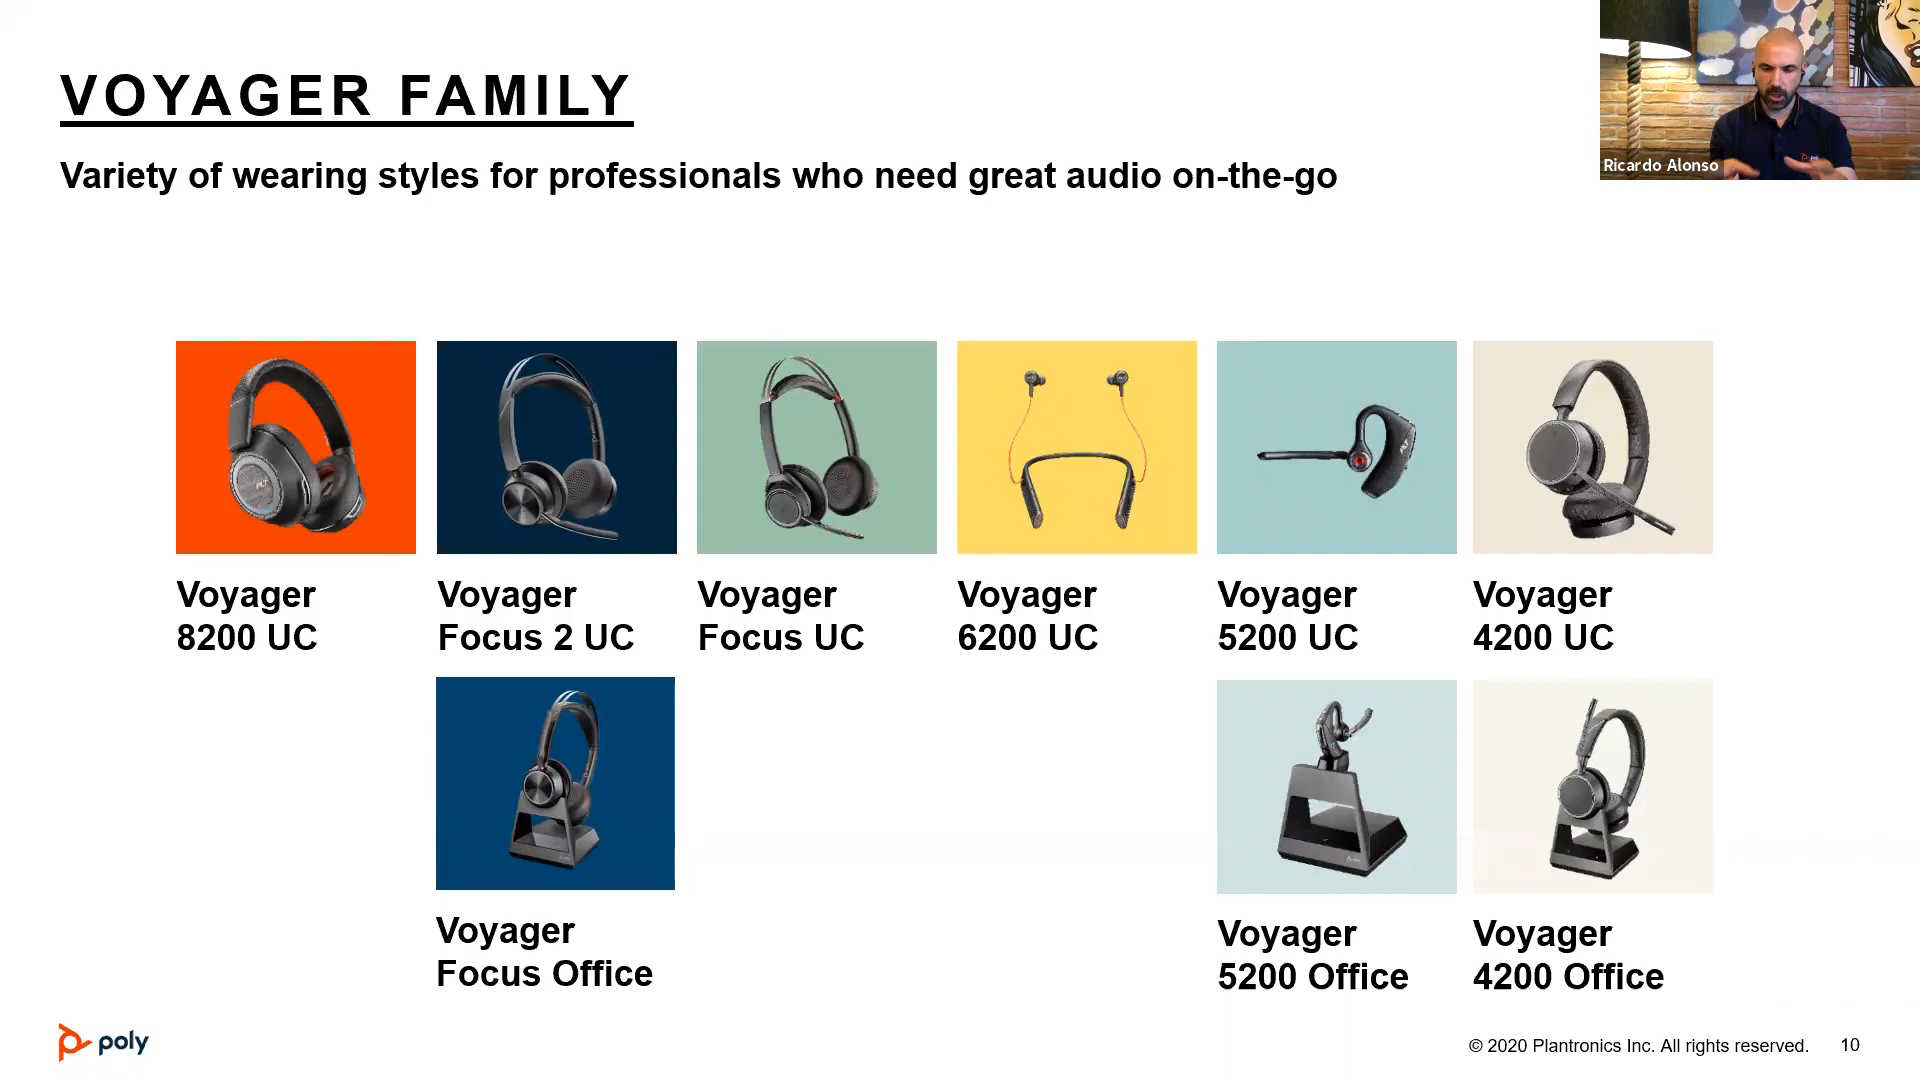 VOYAGER FAMILY
Variety of wearing styles for professionals who need great audio on-the-go
Ricardo Alonso
Voyager
8200 UC
Voyager
Focus 2 UC
Voyager
Focus UC
Voyager
6200 UC
Voyager
5200 UC
Voyager
4200 UC
Voyager
Focus Office
Voyager
5200 Office
Voyager
4200 Office
poly
© 2020 Plantronics Inc. All rights reserved.
10